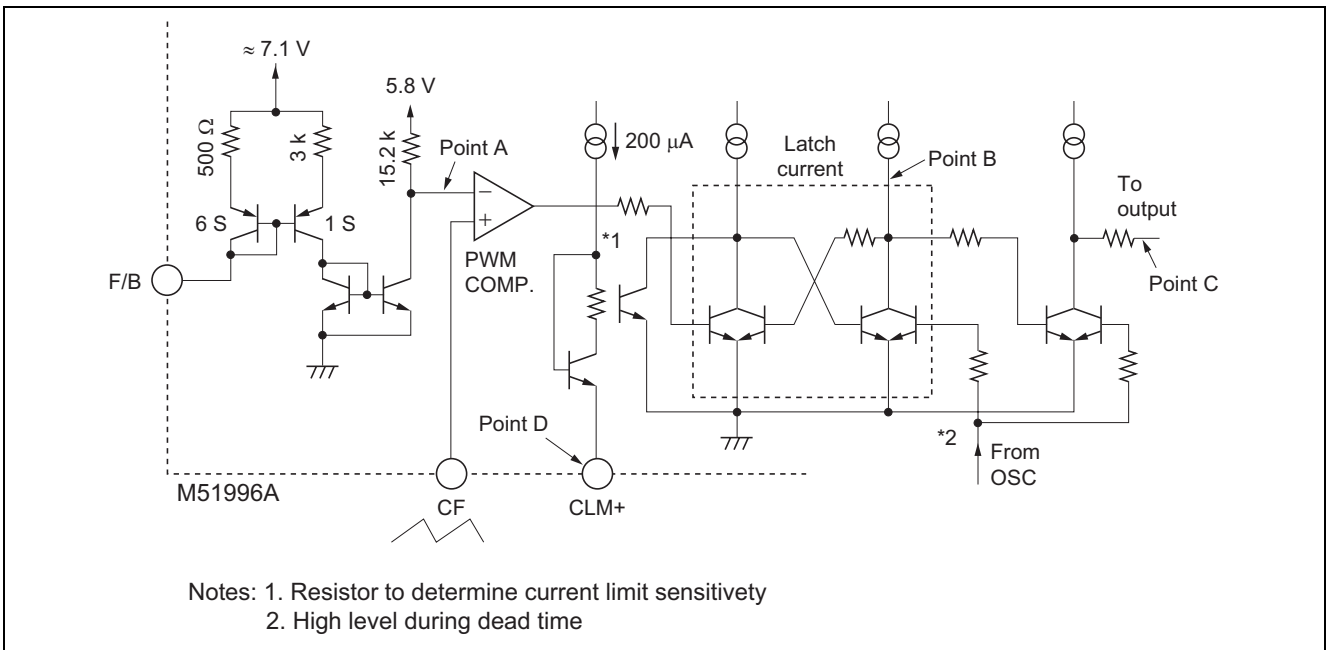 ≈ 7.1 V
5.8 V
500 Ω
3 k
15.2 k
Point A
200 μA
Latch
current
Point B
To
output
6 S
1 S
F/B
−
+
PWM
COMP.
*1
Point C
Point D
*2
From
OSC
M51996A
CF
CLM+
Notes: 1. Resistor to determine current limit sensitivety
2. High level during dead time